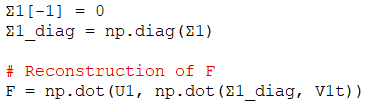 Σ1[-1] = 0
Σ1_diag = np.diag(Σ1)
# Reconstruction of F
F = np.dot(U1, np.dot(Σ1_diag, V1t))